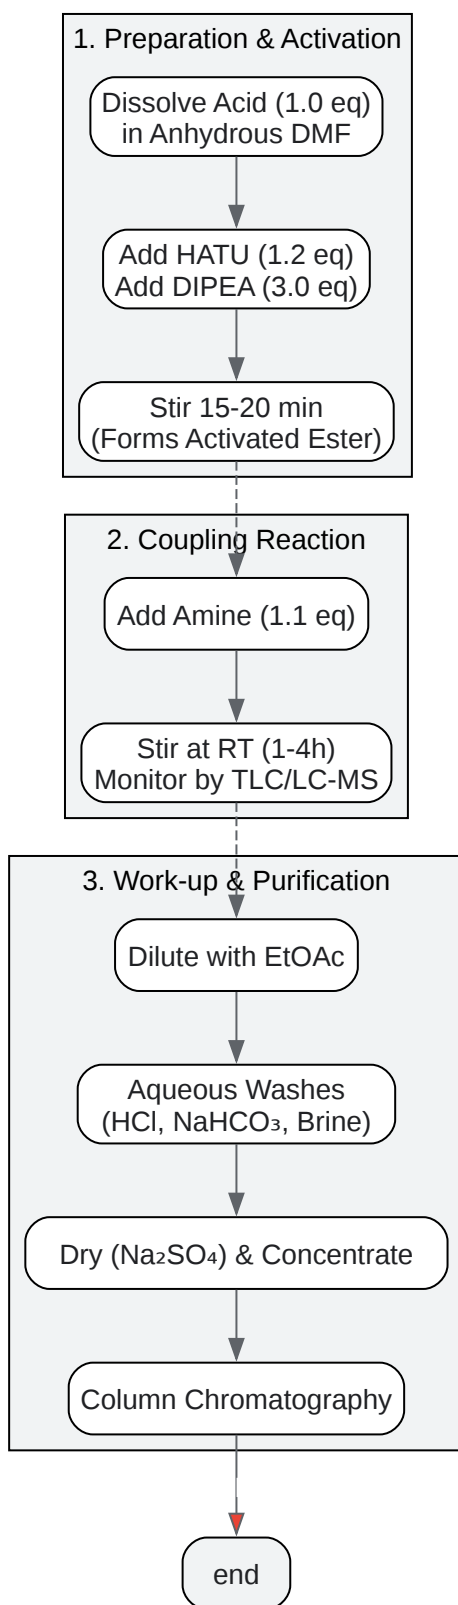 1. Preparation & Activation
Dissolve Acid (1.0 eq)
in Anhydrous DMF
Add HATU (1.2 eq)
Add DIPEA (3.0 eq)
Stir 15-20 min
(Forms Activated Ester)
2. Coupling Reaction
Add Amine (1.1 eq)
Stir at RT (1-4h)
Monitor by TLC/LC-MS
3. Work-up & Purification
Dilute with EtOAc
Aqueous Washes
(HCl, NaHCO₃, Brine)
Dry (Na₂SO₄) & Concentrate
Column Chromatography
end